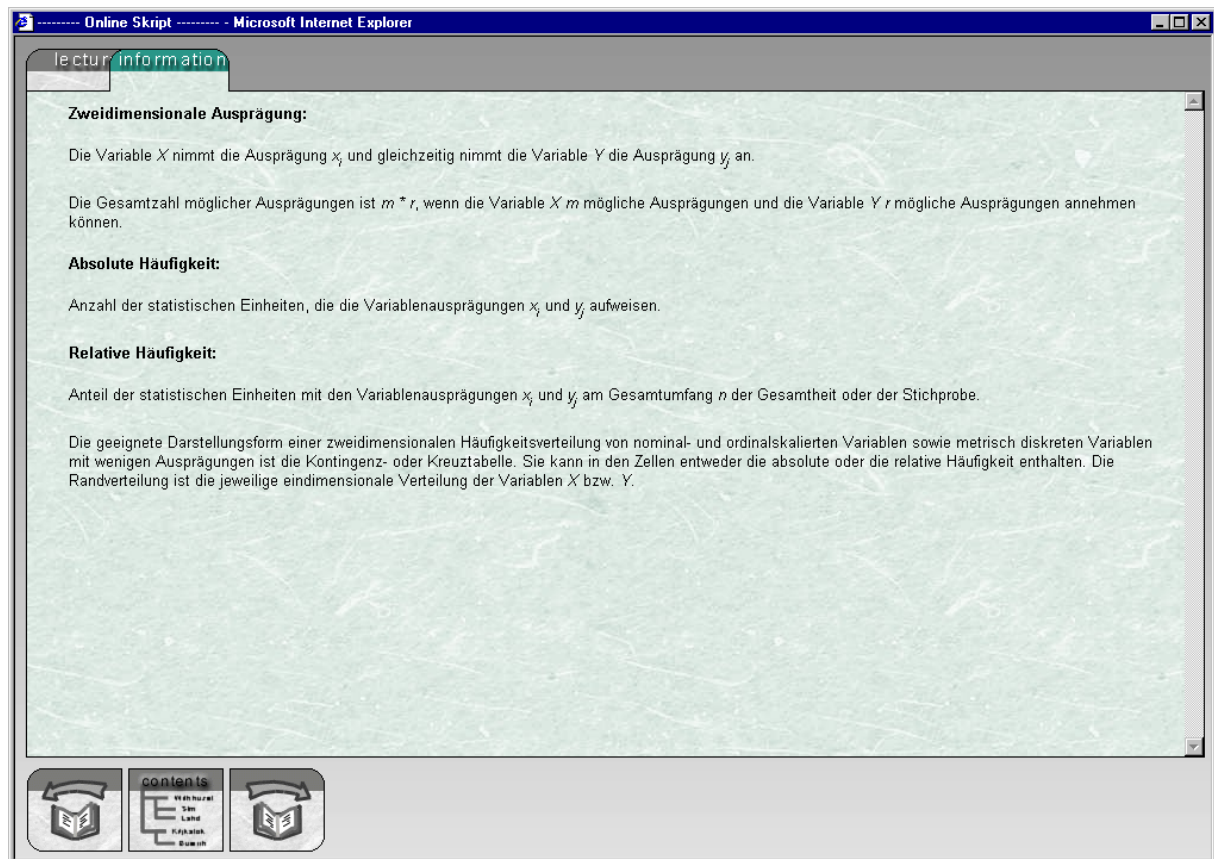 --------- Online Skript --------- - Microsoft Internet Explorer
lectur information
Zweidimensionale Ausprägung:
Die Variable X nimmt die Ausprägung x_i und gleichzeitig nimmt die Variable Y die Ausprägung y_j an.
Die Gesamtzahl möglicher Ausprägungen ist m * r, wenn die Variable X m mögliche Ausprägungen und die Variable Y r mögliche Ausprägungen annehmen
können.
Absolute Häufigkeit:
Anzahl der statistischen Einheiten, die die Variablenausprägungen x_i und y_j aufweisen.
Relative Häufigkeit:
Anteil der statistischen Einheiten mit den Variablenausprägungen x_i und y_j am Gesamtumfang n der Gesamtheit oder der Stichprobe.
Die geeignete Darstellungsform einer zweidimensionalen Häufigkeitsverteilung von nominal- und ordinalskalierten Variablen sowie metrisch diskreten Variablen
mit wenigen Ausprägungen ist die Kontingenz- oder Kreuztabelle. Sie kann in den Zellen entweder die absolute oder die relative Häufigkeit enthalten. Die
Randverteilung ist die jeweilige eindimensionale Verteilung der Variablen X bzw. Y.
contents